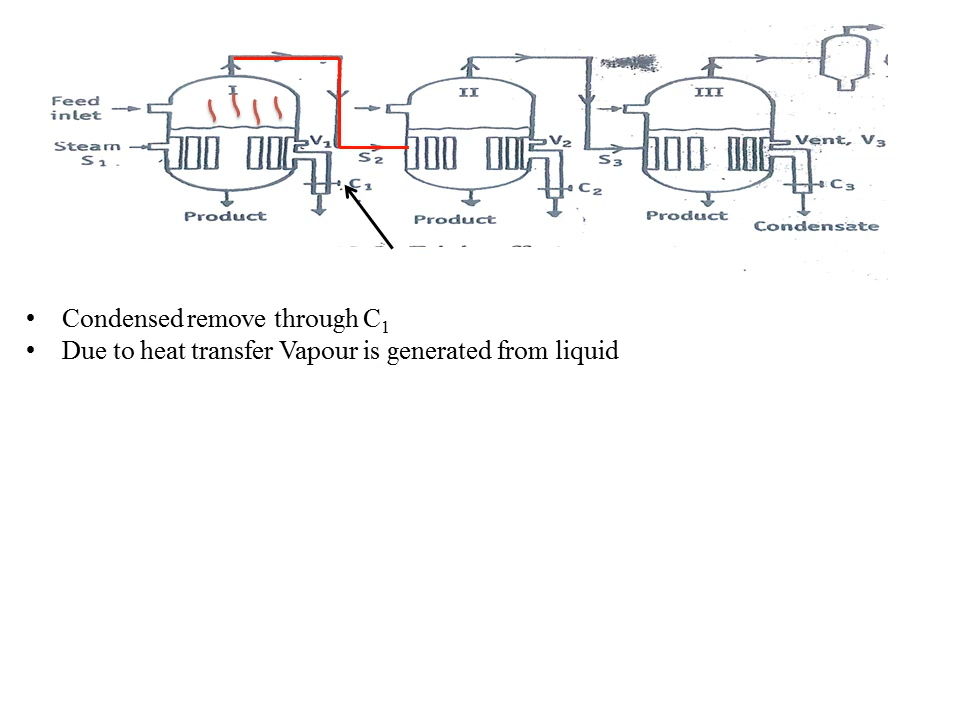 I
II
III
Feed
inlet
Steam
S1
V1
S2
V2
S3
Vent, V3
C1
C2
C3
Product
Product
Product
Condensate
• Condensed remove through C1
• Due to heat transfer Vapour is generated from liquid